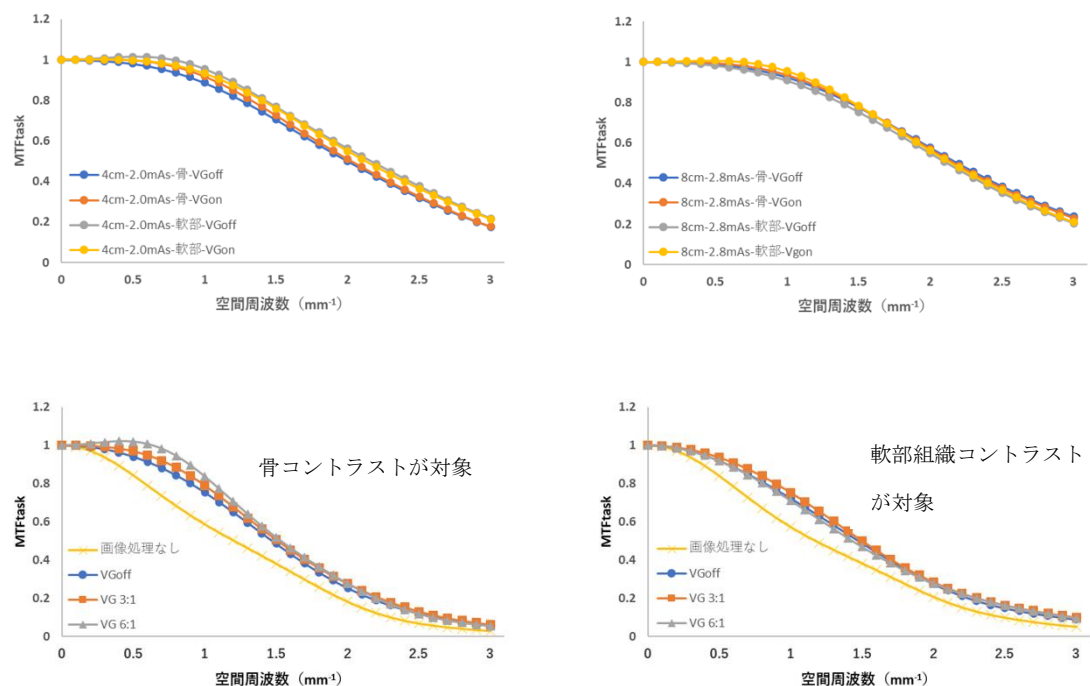 1.2
1
0.8
0.6
0.4
0.2
0
MTFtask
4cm-2.0mAs-骨-VGoff
4cm-2.0mAs-骨-VGon
4cm-2.0mAs-軟部-VGoff
4cm-2.0mAs-軟部-VGon
0 0.5 1 1.5 2 2.5 3
空間周波数（mm-1）
1.2
1
0.8
0.6
0.4
0.2
0
MTFtask
8cm-2.8mAs-骨-VGoff
8cm-2.8mAs-骨-VGon
8cm-2.8mAs-軟部-VGoff
8cm-2.8mAs-軟部-Vgon
0 0.5 1 1.5 2 2.5 3
空間周波数（mm-1）
1.2
1
0.8
0.6
0.4
0.2
0
MTFtask
骨コントラストが対象
画像処理なし
VGoff
VG 3:1
VG 6:1
0 0.5 1 1.5 2 2.5 3
空間周波数（mm-1）
1.2
1
0.8
0.6
0.4
0.2
0
MTFtask
軟部組織コントラスト
が対象
画像処理なし
VGoff
VG 3:1
VG 6:1
0 0.5 1 1.5 2 2.5 3
空間周波数（mm-1）